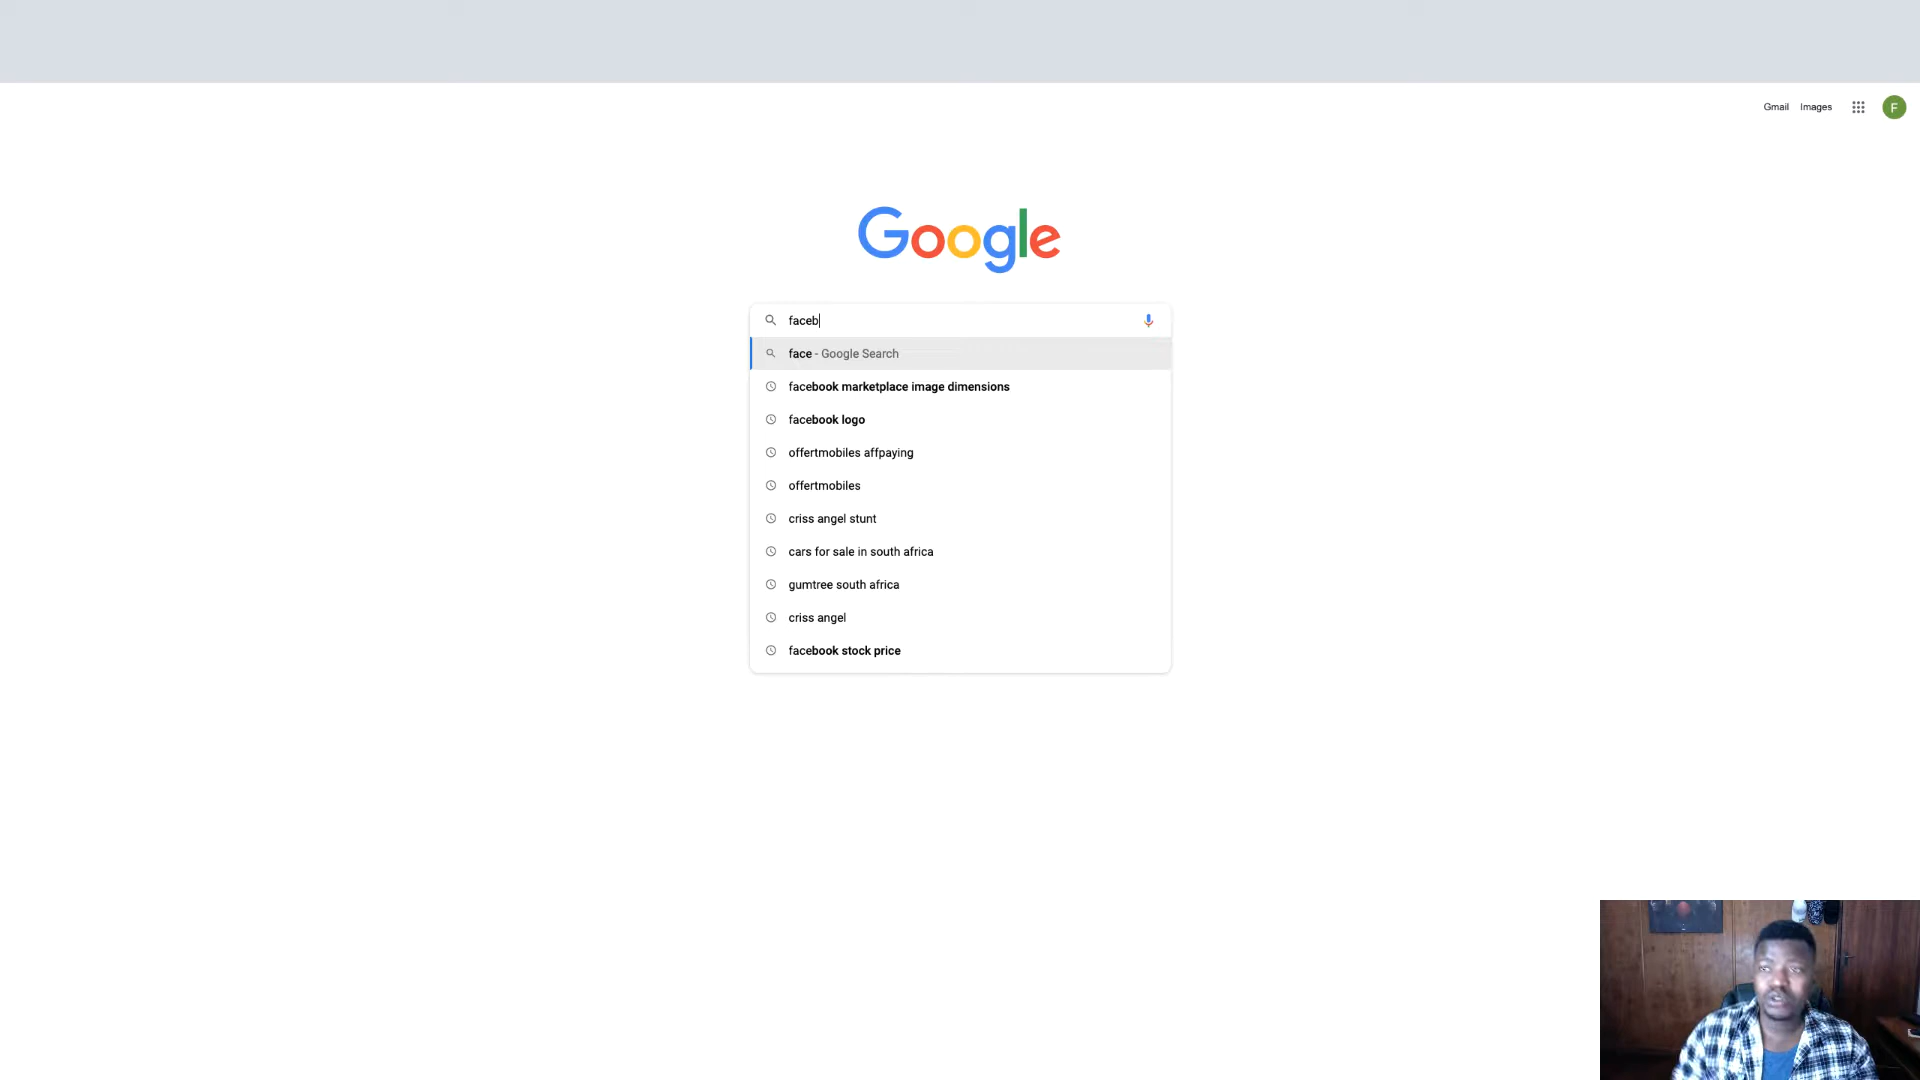 Gmail Images
F
Google
faceb
face - Google Search
facebook marketplace image dimensions
facebook logo
offertmobiles affpaying
offertmobiles
criss angel stunt
cars for sale in south africa
gumtree south africa
criss angel
facebook stock price